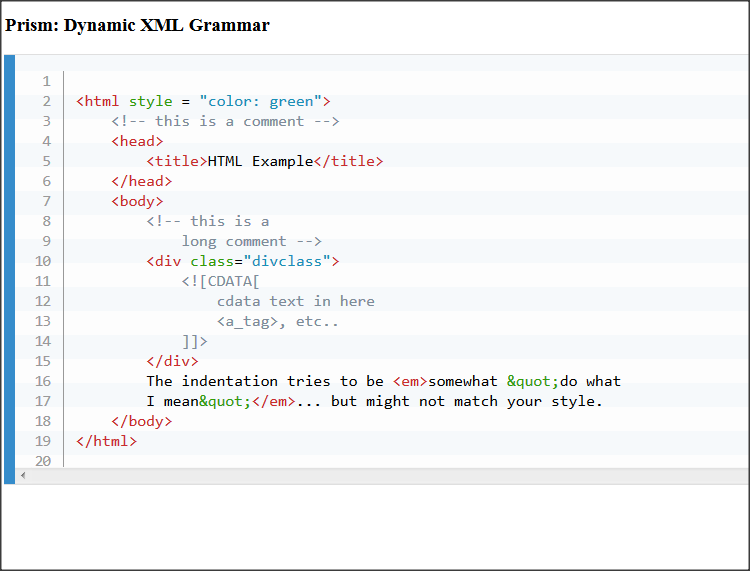 Prism: Dynamic XML Grammar
1
2 <html style = "color: green">
3     <!-- this is a comment -->
4     <head>
5         <title>HTML Example</title>
6     </head>
7     <body>
8         <!-- this is a
9             long comment -->
10         <div class="divclass">
11             <![CDATA[
12                 cdata text in here
13                 <a_tag>, etc..
14             ]]>
15         </div>
16         The indentation tries to be <em>somewhat &quot;do what
17         I mean&quot;</em>... but might not match your style.
18     </body>
19 </html>
20